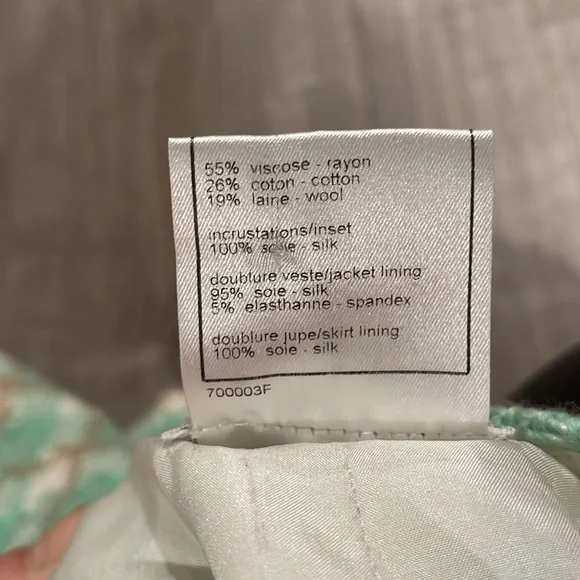 55% viscose - rayon
26% coton - cotton
19% laine - wool
incrustations/inset
100% soie - silk
doublure veste/jacket lining
95% soie - silk
5% elasthanne - spandex
doublure jupe/skirt lining
100% soie - silk
700003F